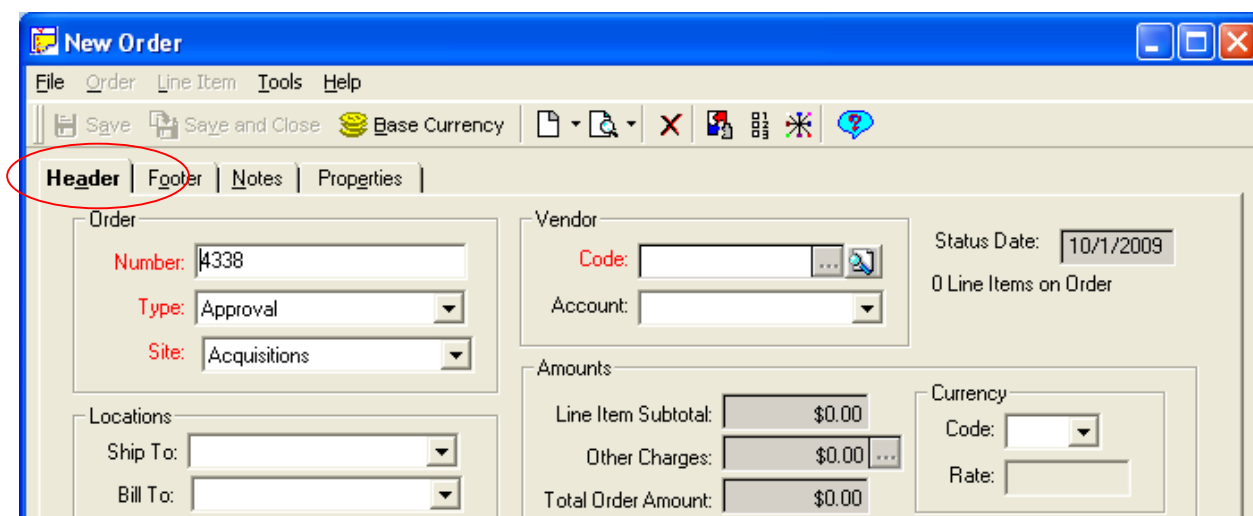 New Order
File Order Line Item Tools Help
Save Save and Close Base Currency
Header Footer Notes Properties
Order
Number: 4338
Type: Approval
Site: Acquisitions
Vendor
Code: ...
Account:
Status Date: 10/1/2009
0 Line Items on Order
Locations
Ship To:
Bill To:
Amounts
Line Item Subtotal: $0.00
Other Charges: $0.00 ...
Total Order Amount: $0.00
Currency
Code:
Rate: